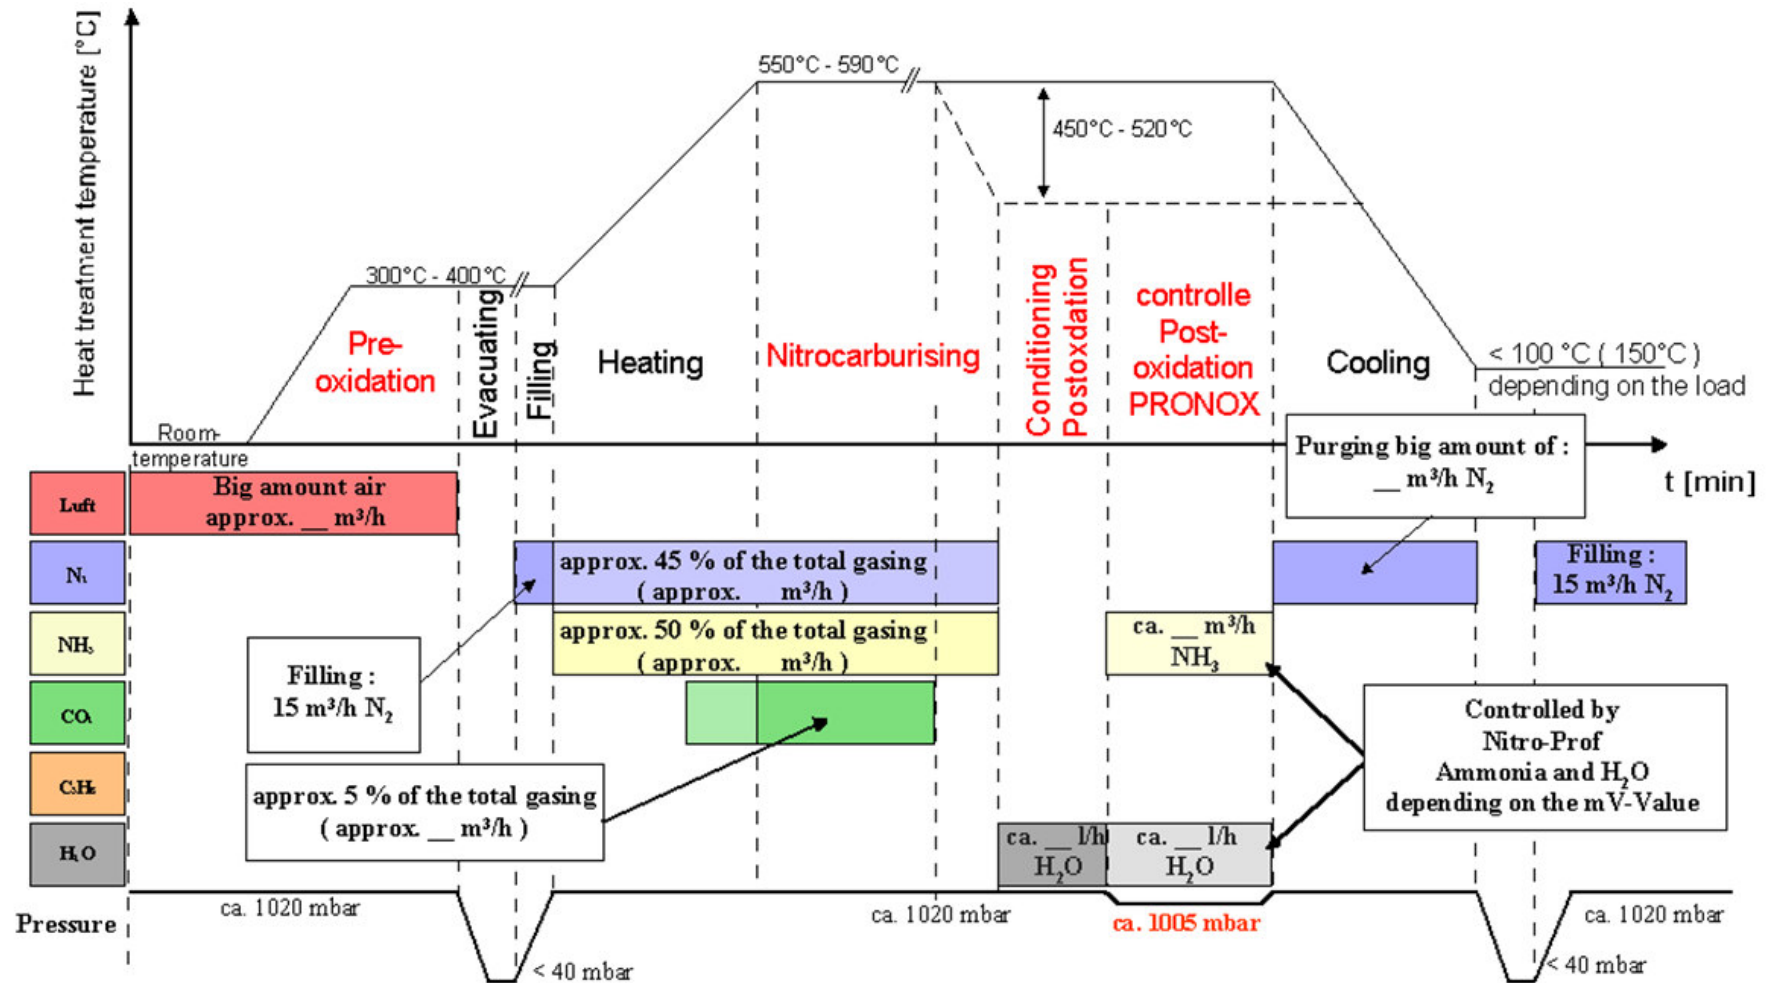 Heat treatment temperature [°C]
550°C - 590°C
450°C - 520°C
300°C - 400°C
Pre-
oxidation
Evacuating
Filling
Heating
Nitrocarburising
Conditioning
Postoxdation
controlle
Post-
oxidation
PRONOX
Cooling
< 100 °C ( 150°C )
depending on the load
Room-
temperature
t [min]
Purging big amount of :
__ m³/h N₂
Luft
Big amount air
approx. __ m³/h
approx. 45 % of the total gasing
( approx. __ m³/h )
Filling :
15 m³/h N₂
NH₃
approx. 50 % of the total gasing
( approx. __ m³/h )
ca. __ m³/h
NH₃
Filling :
15 m³/h N₂
approx. 5 % of the total gasing
( approx. __ m³/h )
Controlled by
Nitro-Prof
Ammonia and H₂O
depending on the mV-Value
ca. __ l/h
H₂O
ca. __ l/h
H₂O
Pressure
ca. 1020 mbar
< 40 mbar
ca. 1020 mbar
ca. 1005 mbar
ca. 1020 mbar
< 40 mbar